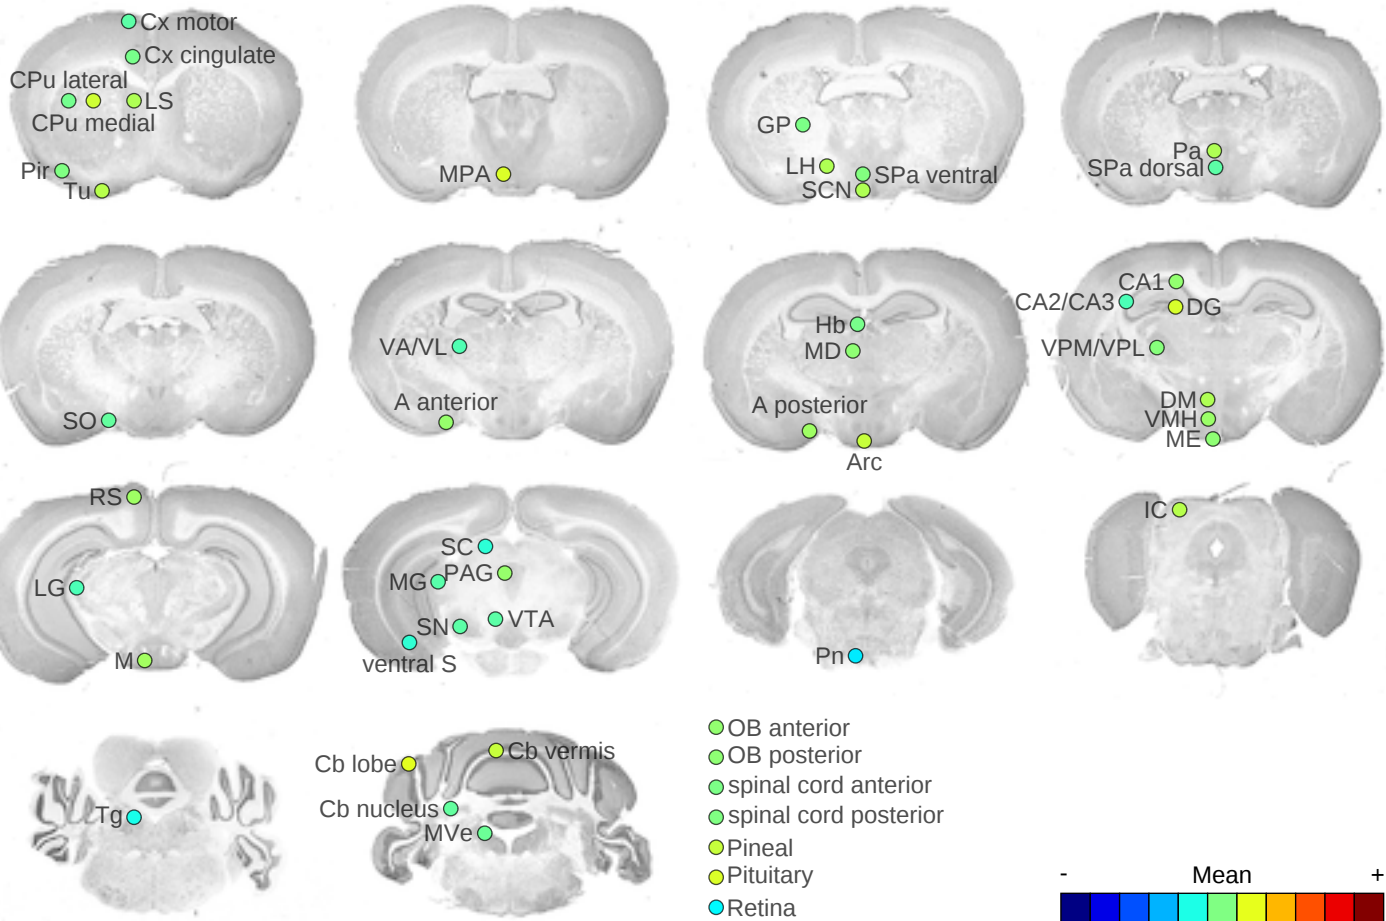 Cx motor
Cx cingulate
CPu lateral
LS
CPu medial
Pir
Tu
MPA
GP
LH
SPa ventral
SCN
Pa
SPa dorsal
SO
VA/VL
A anterior
Hb
MD
A posterior
Arc
CA1
CA2/CA3
DG
VPM/VPL
DM
VMH
ME
RS
LG
M
SC
MG
PAG
SN
VTA
ventral S
Pn
IC
Tg
Cb lobe
Cb vermis
Cb nucleus
MVe
OB anterior
OB posterior
spinal cord anterior
spinal cord posterior
Pineal
Pituitary
Retina
- Mean +